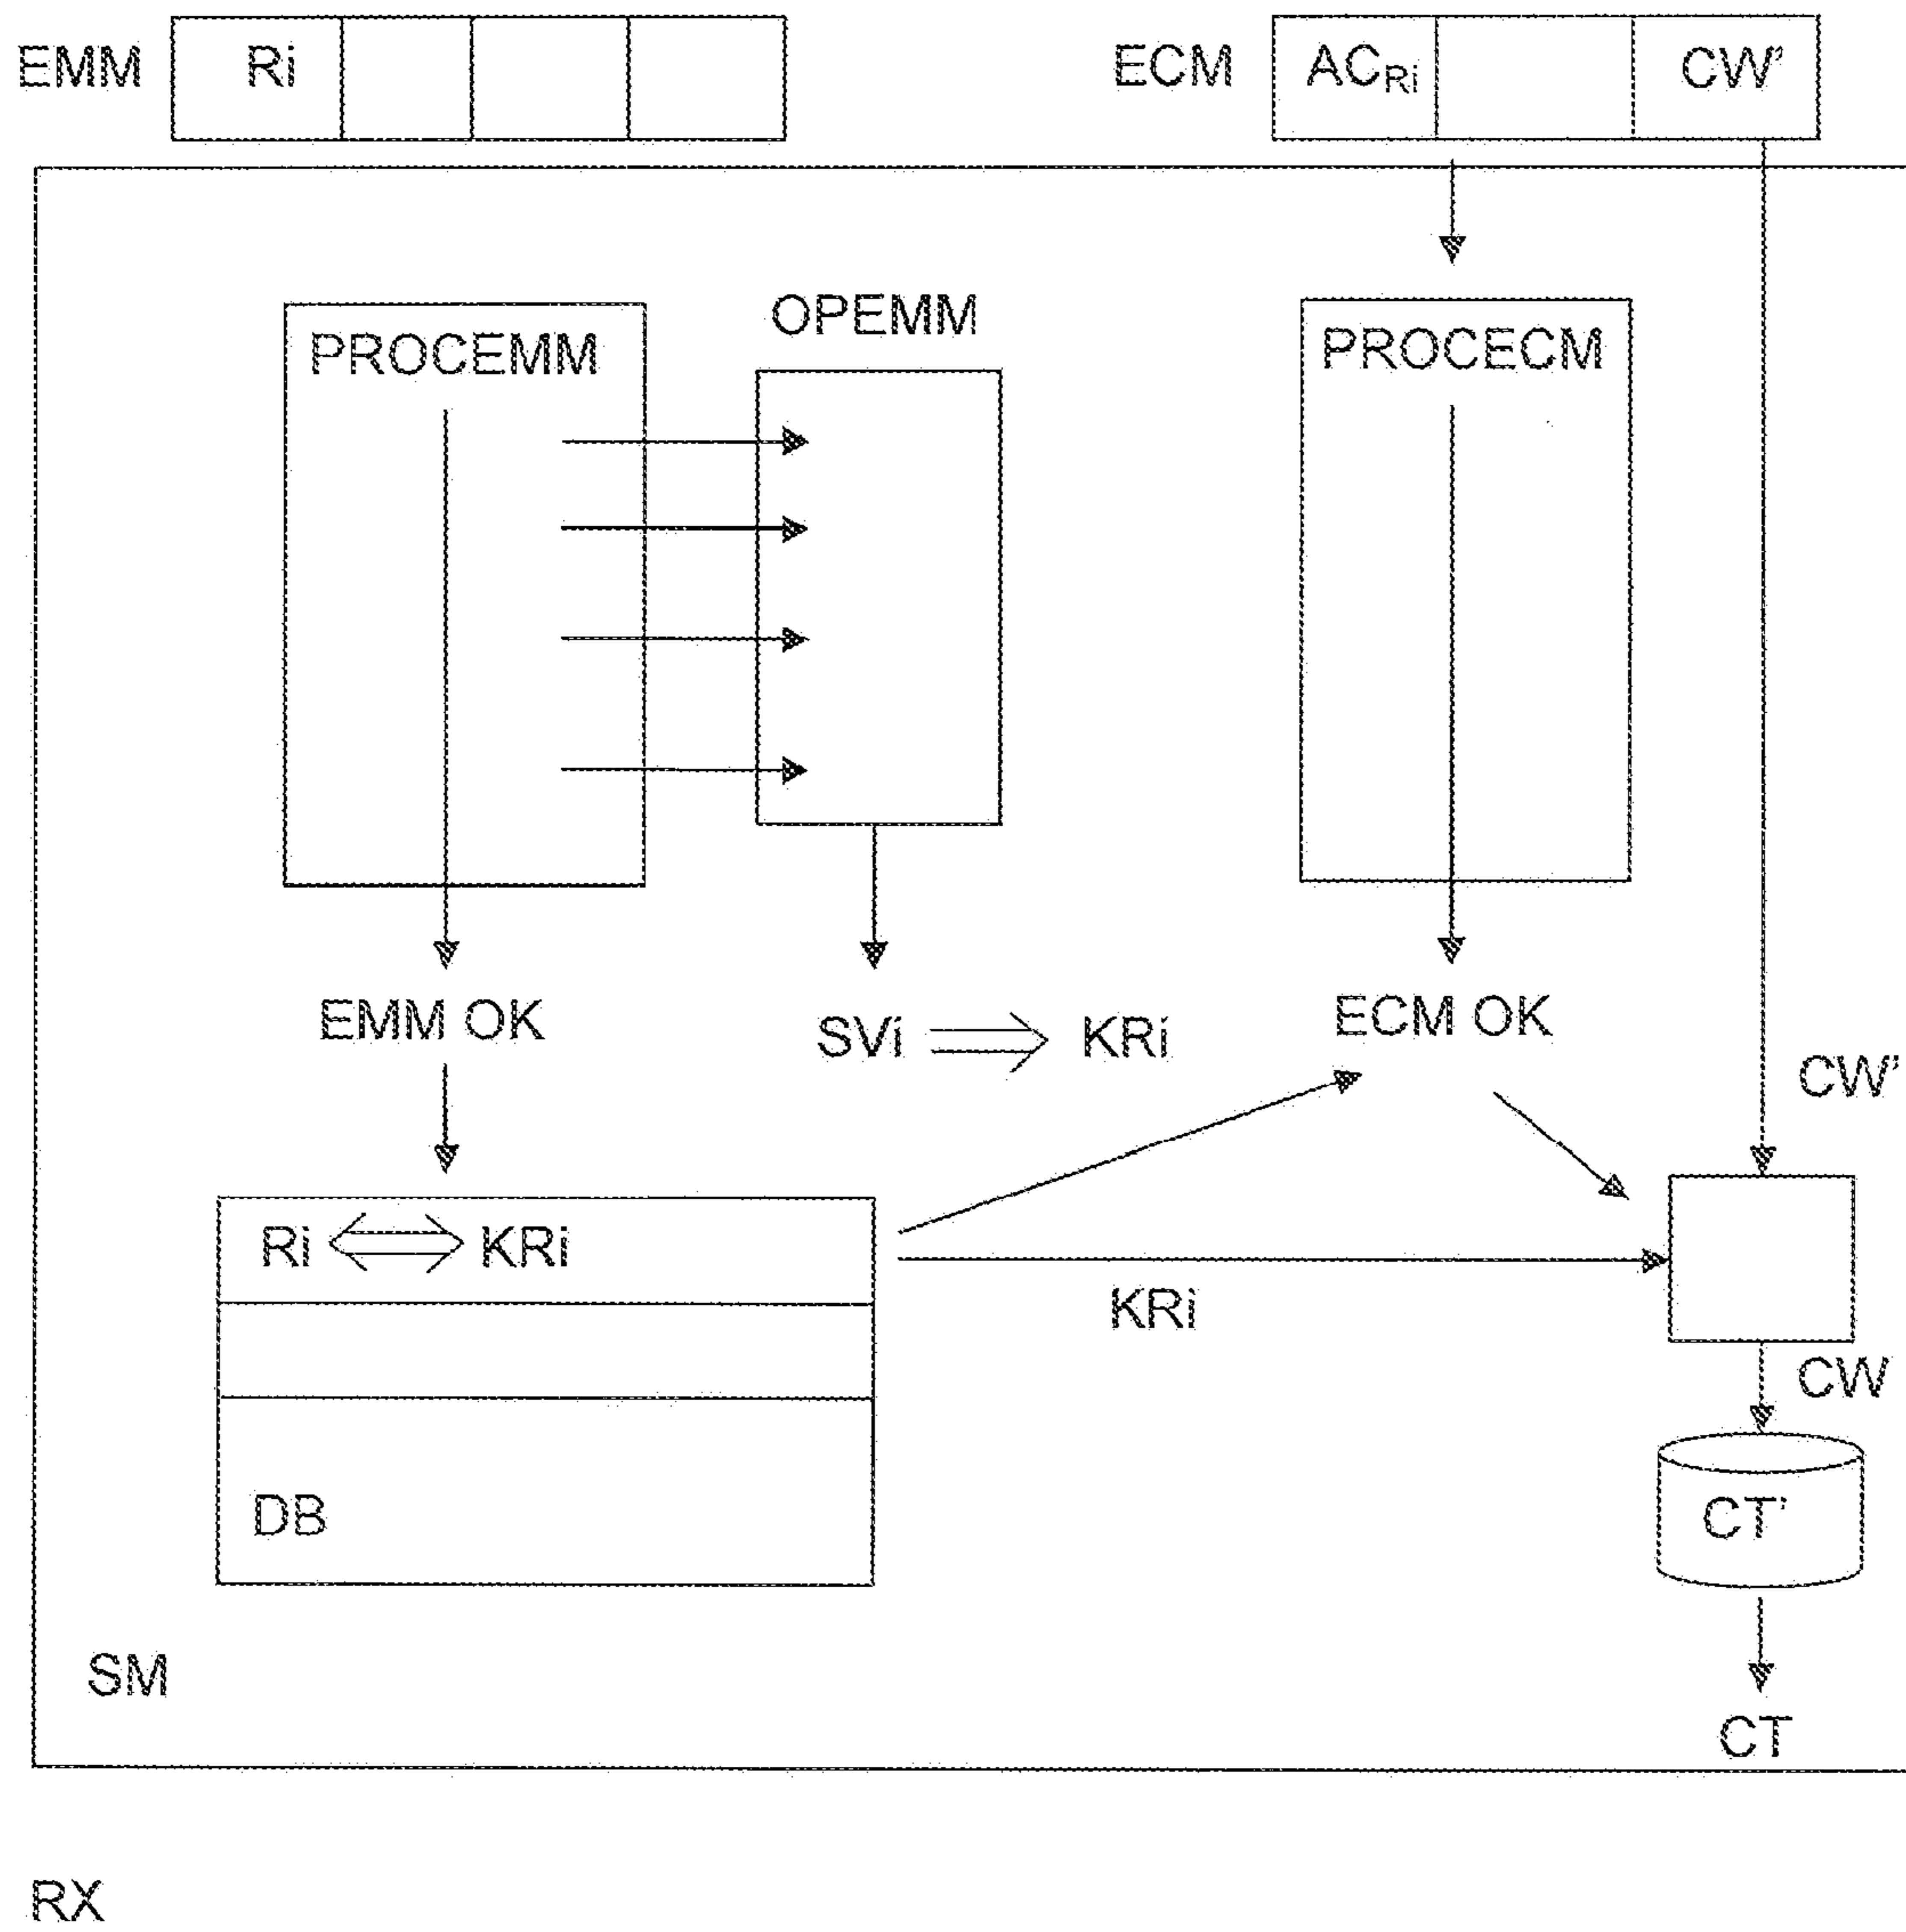 EMM Ri
ECM ACRi CW'
PROCEMM
OPEMM
PROCECM
EMM OK
SVi KRi
ECM OK
CW'
Ri KRi
KRi
CW
DB
CT'
SM
CT
RX